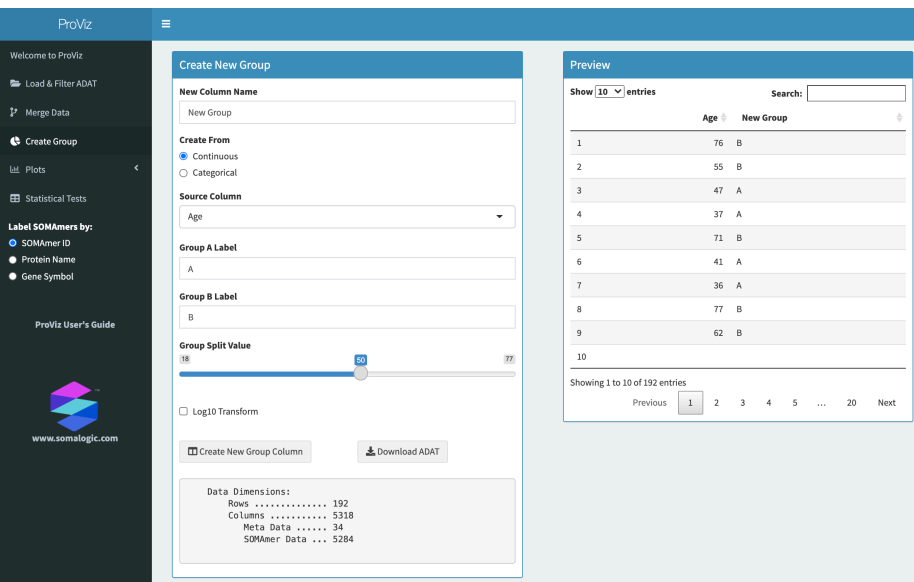 ProViz
Welcome to ProViz
Load & Filter ADAT
Merge Data
Create Group
Plots
Statistical Tests
Label SOMAmers by:
SOMAmer ID
Protein Name
Gene Symbol
ProViz User's Guide
™
www.somalogic.com
Create New Group
New Column Name
New Group
Create From
Continuous
Categorical
Source Column
Age
Group A Label
A
Group B Label
B
Group Split Value
18 50 77
Log10 Transform
Create New Group Column Download ADAT
Data Dimensions:
Rows .............. 192
Columns ........... 5318
Meta Data ...... 34
SOMAmer Data ... 5284
Preview
Show 10 entries Search:
Age New Group
1 76 B
2 55 B
3 47 A
4 37 A
5 71 B
6 41 A
7 36 A
8 77 B
9 62 B
10
Showing 1 to 10 of 192 entries
Previous 1 2 3 4 5 ... 20 Next